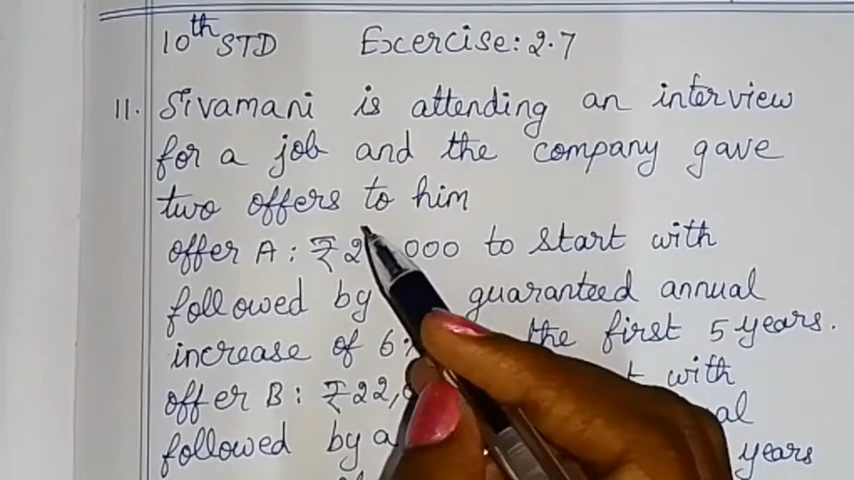 10th STD Exercise: 2.7
11. Sivamani is attending an interview
for a job and the company gave
two offers to him
offer A: ₹2 000 to start with
followed by guaranteed annual
increase of 6% the first 5 years.
offer B: ₹22, with
followed by a
years